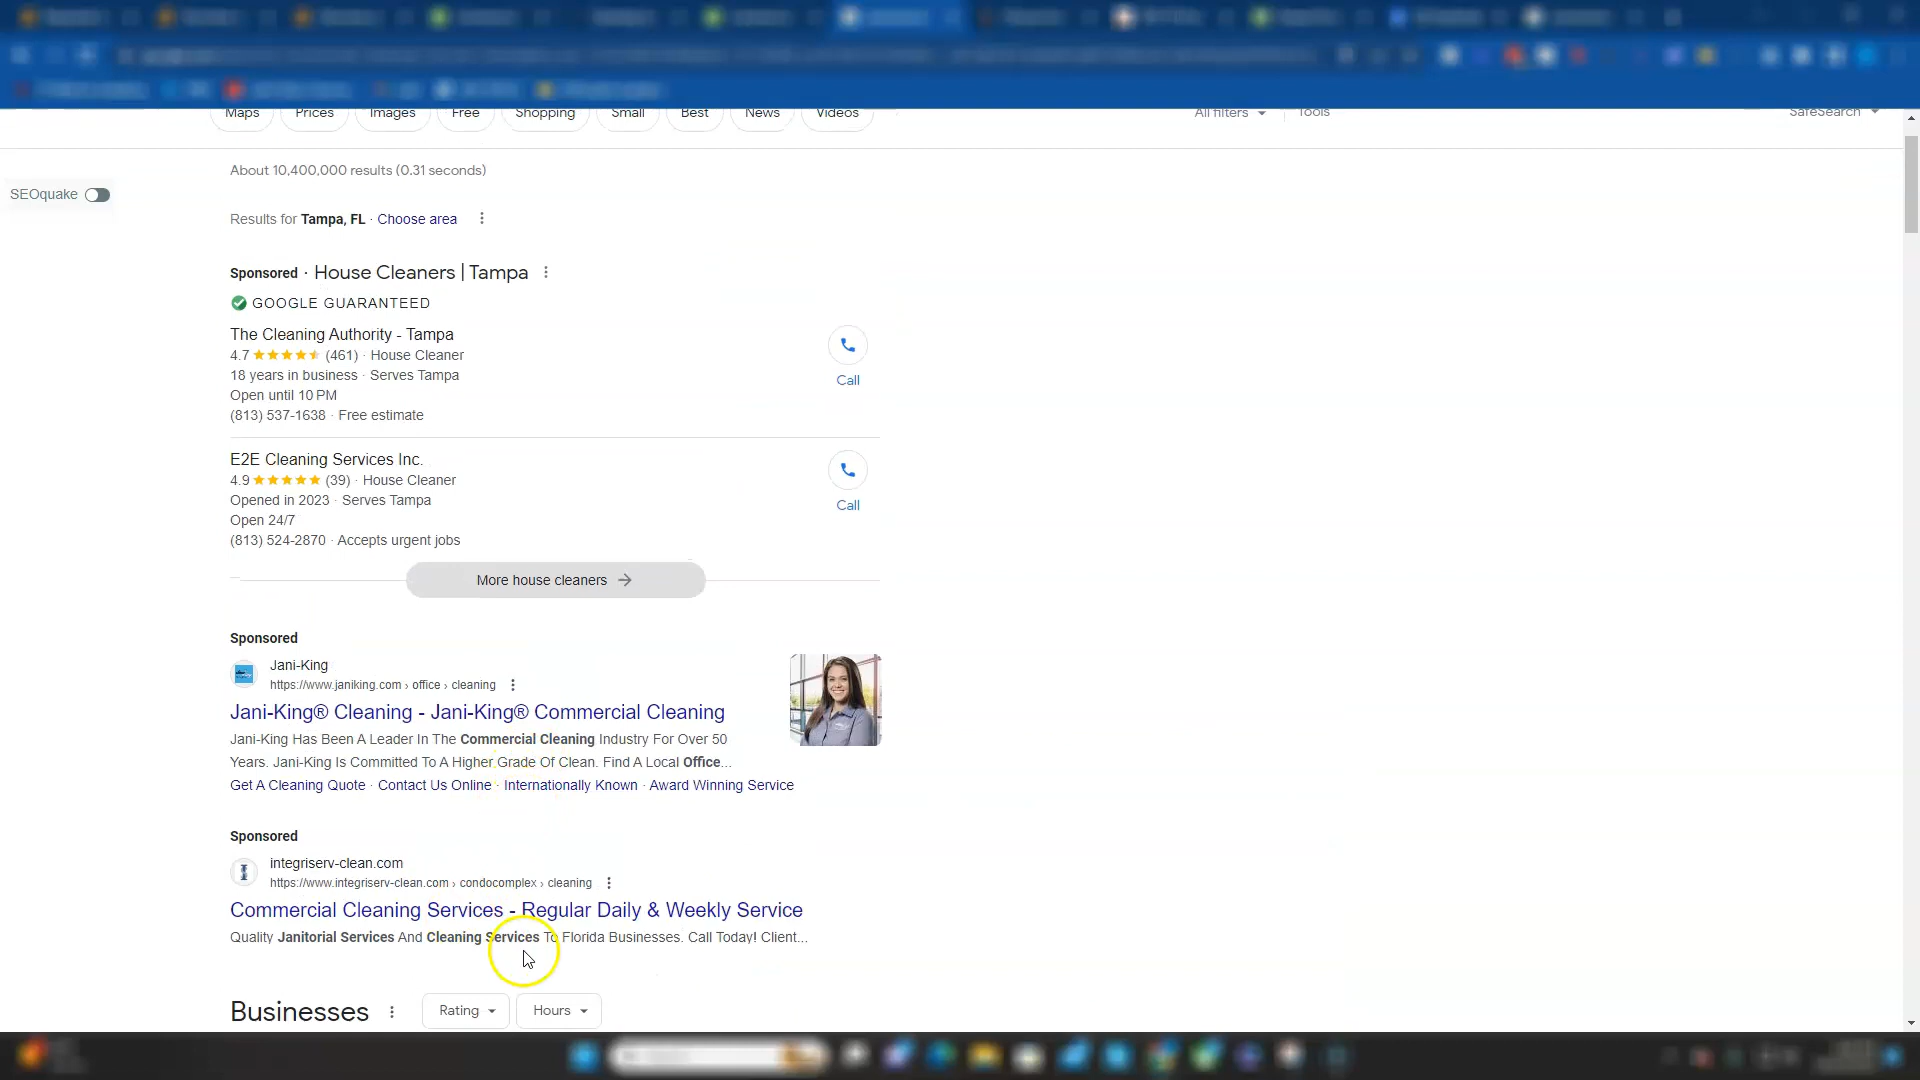 Maps Prices Images Free Shopping Small Best News Videos All filters Tools SafeSearch
About 10,400,000 results (0.31 seconds)
SEOquake
Results for Tampa, FL · Choose area
Sponsored · House Cleaners | Tampa
GOOGLE GUARANTEED
The Cleaning Authority - Tampa
4.7 (461) · House Cleaner
18 years in business · Serves Tampa
Open until 10 PM
(813) 537-1638 · Free estimate
Call
E2E Cleaning Services Inc.
4.9 (39) · House Cleaner
Opened in 2023 · Serves Tampa
Open 24/7
(813) 524-2870 · Accepts urgent jobs
Call
More house cleaners
Sponsored
Jani-King
https://www.janiking.com › office › cleaning
Jani-King® Cleaning - Jani-King® Commercial Cleaning
Jani-King Has Been A Leader In The Commercial Cleaning Industry For Over 50
Years. Jani-King Is Committed To A Higher Grade Of Clean. Find A Local Office...
Get A Cleaning Quote · Contact Us Online · Internationally Known · Award Winning Service
Sponsored
integriserv-clean.com
https://www.integriserv-clean.com › condocomplex › cleaning
Commercial Cleaning Services - Regular Daily & Weekly Service
Quality Janitorial Services And Cleaning Services To Florida Businesses. Call Today! Client...
Businesses Rating Hours